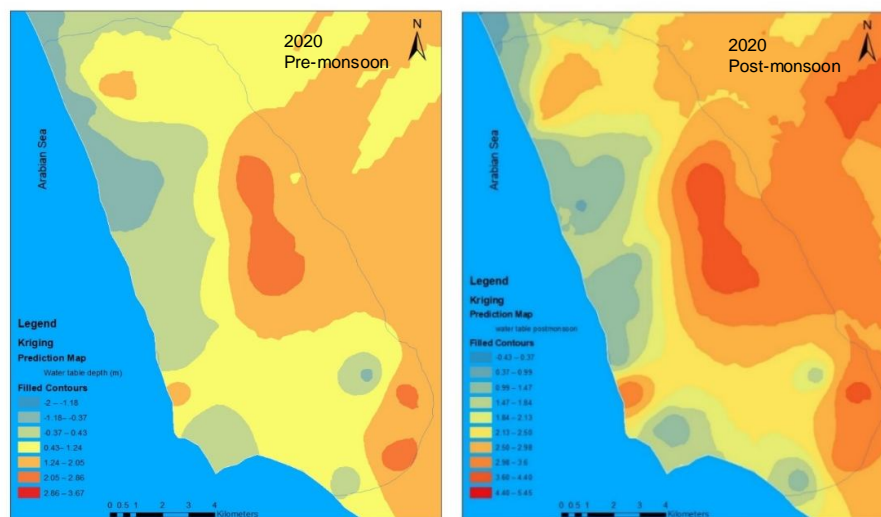 2020
Pre-monsoon
N
Arabian Sea
Legend
Kriging
Prediction Map
Water table depth (m)
Filled Contours
-2 – -1.18
-1.18– -0.37
-0.37 – 0.43
0.43– 1.24
1.24 – 2.05
2.05 – 2.86
2.86 – 3.67
0 0.5 1 2 3 4
Kilometers
2020
Post-monsoon
N
Arabian Sea
Legend
Kriging
Prediction Map
water table postmonsoon
Filled Contours
-0.43 – 0.37
0.37 – 0.99
0.99 – 1.47
1.47 – 1.84
1.84 – 2.13
2.13 – 2.50
2.50 – 2.98
2.98 – 3.6
3.60 – 4.40
4.40 – 5.45
0 0.5 1 2 3 4
Kilometers